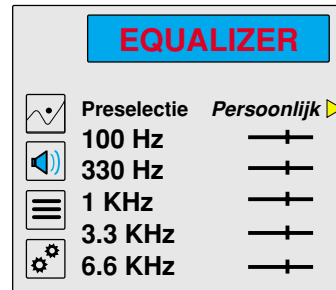 EQUALIZER
Preselectie Persoonlijk
100 Hz
330 Hz
1 KHz
3.3 KHz
6.6 KHz